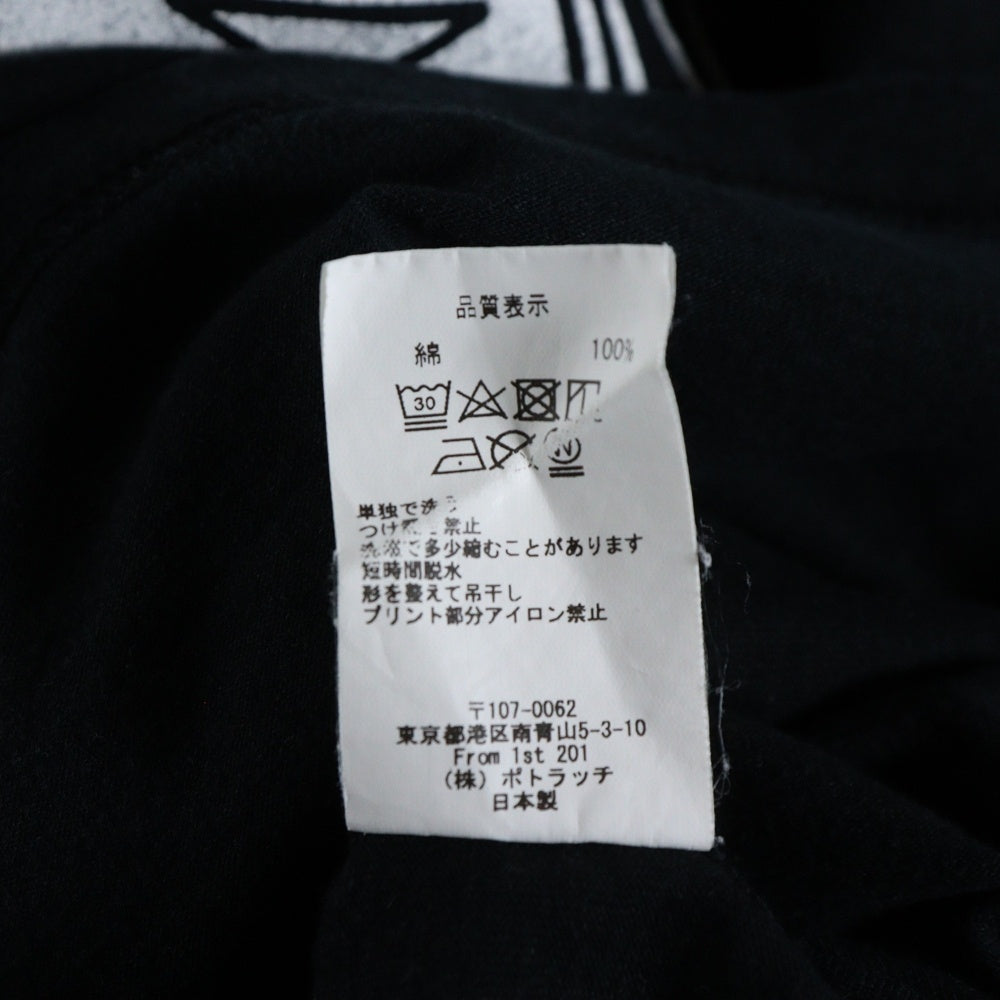 品質表示
綿 100%
30
W
単独で洗う
つけ置き禁止
洗濯で多少縮むことがあります
短時間脱水
形を整えて吊干し
プリント部分アイロン禁止
〒107-0062
東京都港区南青山5-3-10
From 1st 201
(株) ポトラッチ
日本製